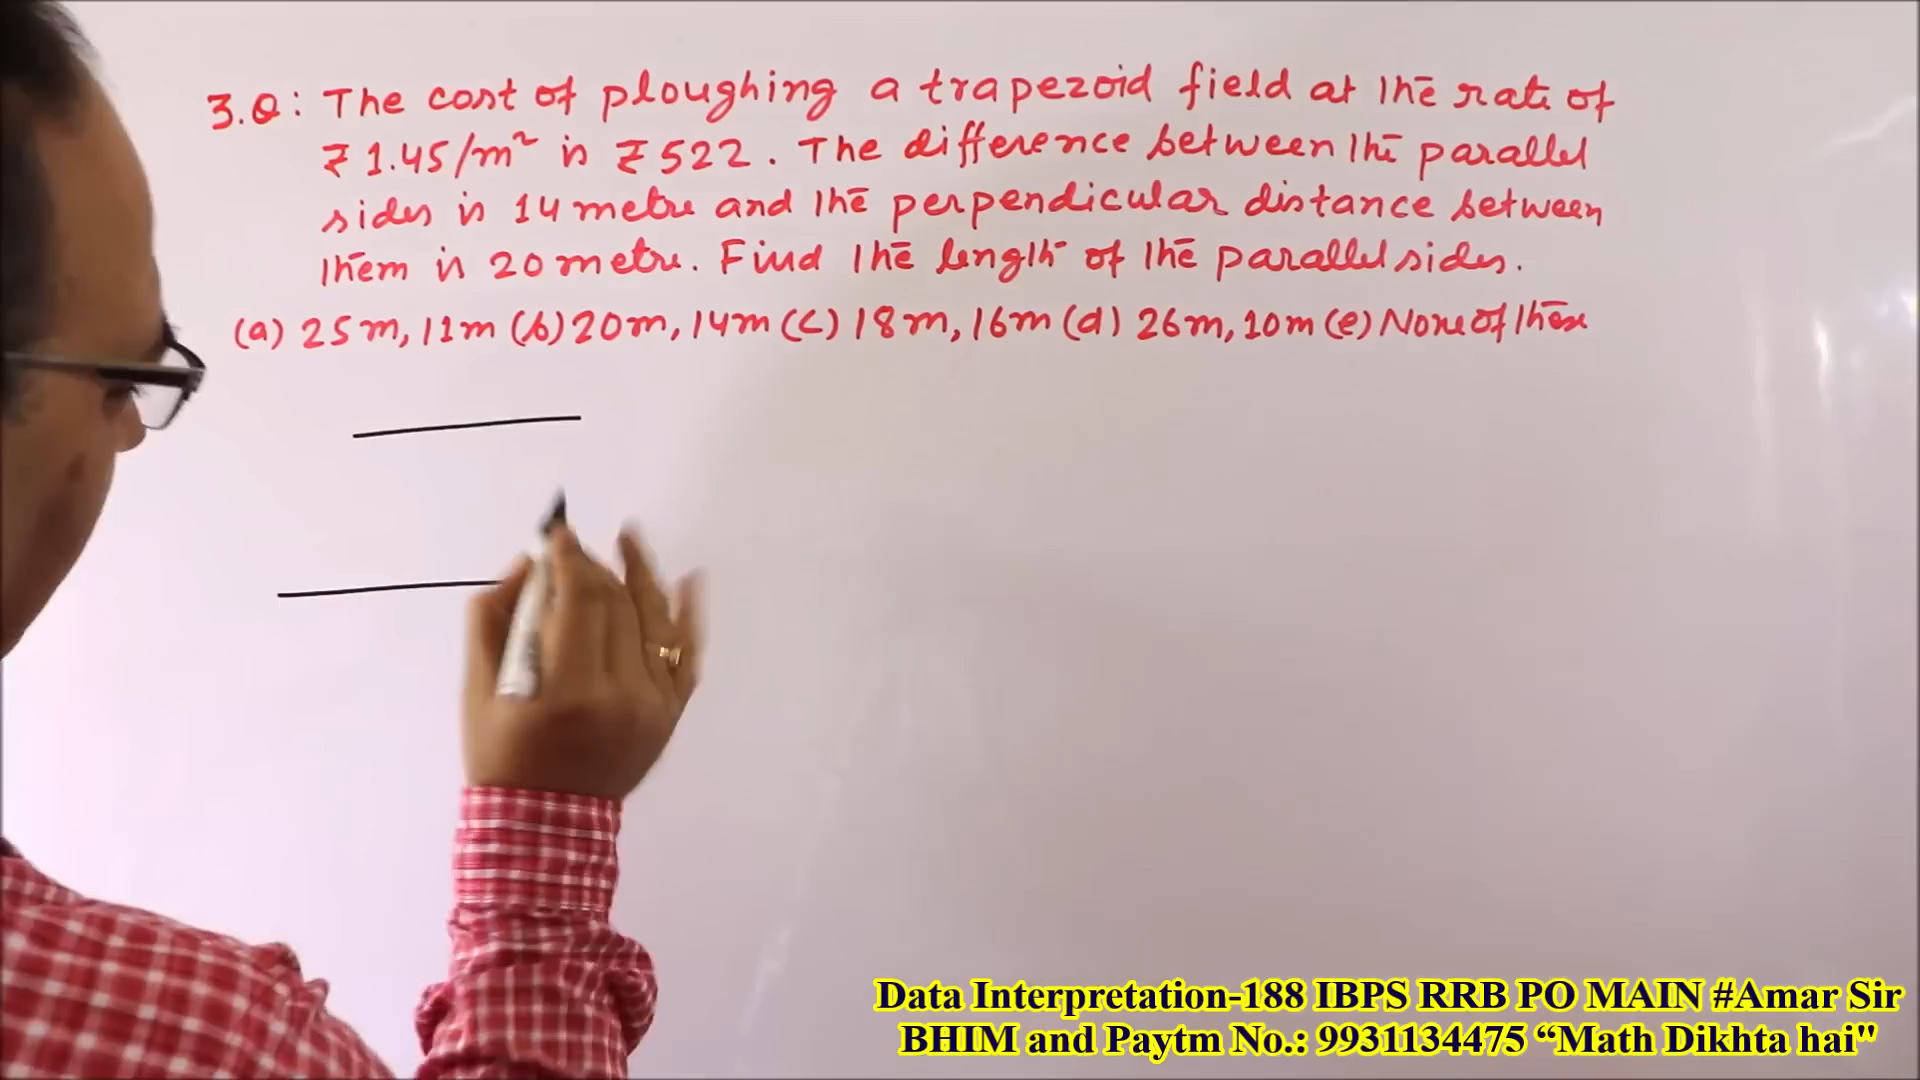 3.Q: The cost of ploughing a trapezoid field at the rate of
₹1.45/m² is ₹522. The difference between the parallel
sides is 14 metre and the perpendicular distance between
them is 20 metre. Find the length of the parallel sides.
(a) 25m, 11m (b) 20m, 14m (c) 18m, 16m (d) 26m, 10m (e) None of these
Data Interpretation-188 IBPS RRB PO MAIN #Amar Sir
BHIM and Paytm No.: 9931134475 “Math Dikhta hai"